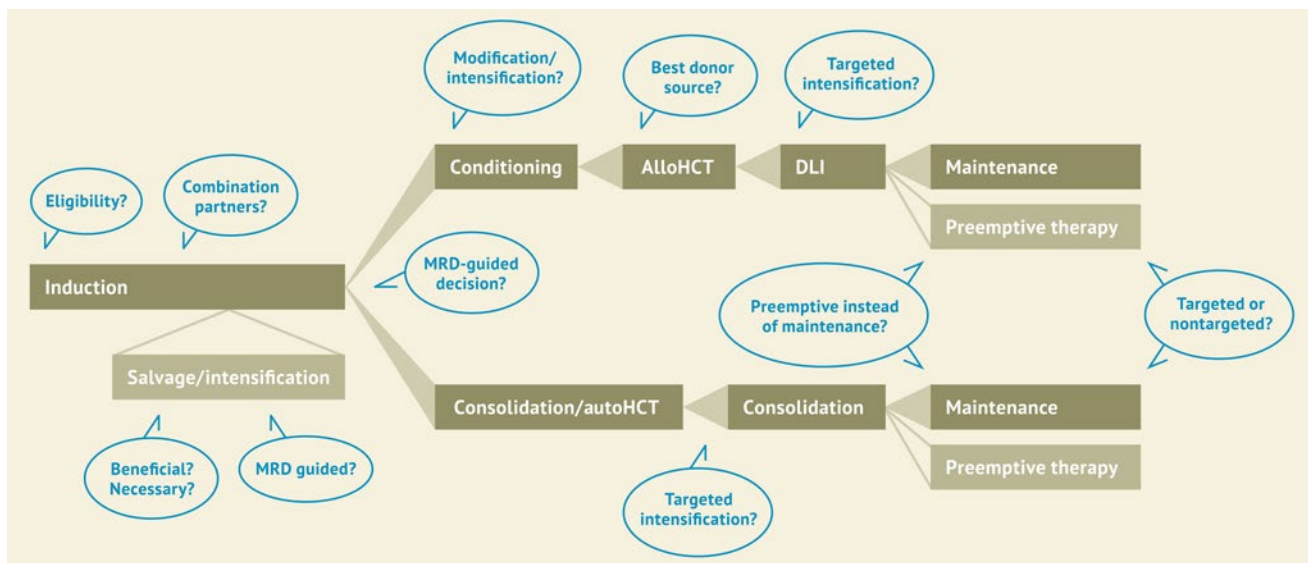 Modification/
intensification?
Best donor
source?
Targeted
intensification?
Conditioning
AlloHCT
DLI
Maintenance
Preemptive therapy
Eligibility?
Combination
partners?
MRD-guided
decision?
Induction
Preemptive instead
of maintenance?
Targeted or
nontargeted?
Salvage/intensification
Beneficial?
Necessary?
MRD guided?
Consolidation/autoHCT
Consolidation
Maintenance
Preemptive therapy
Targeted
intensification?